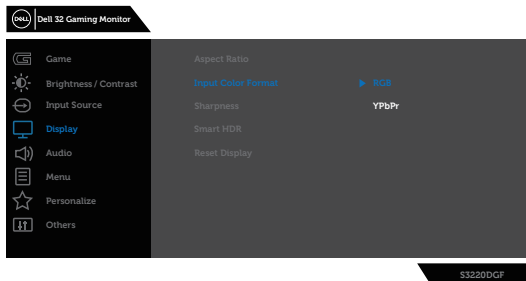 DELL
Dell 32 Gaming Monitor
Game
Brightness / Contrast
Input Source
Display
Audio
Menu
Personalize
Others
Aspect Ratio
Input Color Format
RGB
Sharpness
YPbPr
Smart HDR
Reset Display
S3220DGF